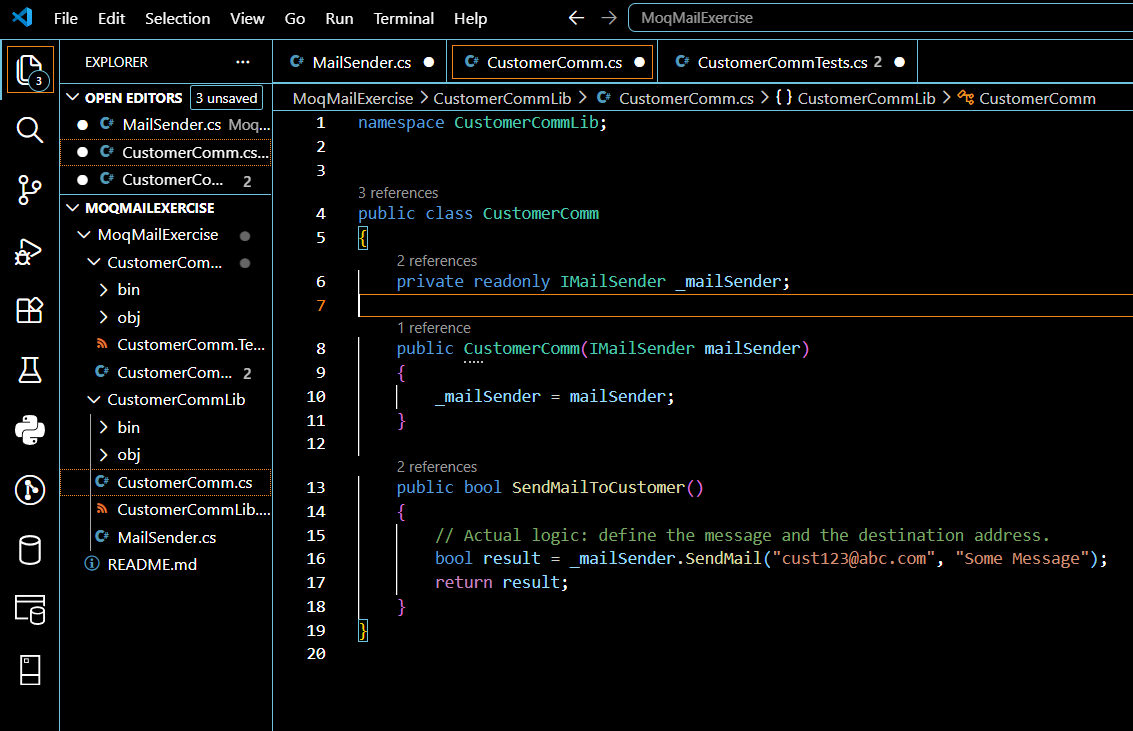 File Edit Selection View Go Run Terminal Help MoqMailExercise
3
EXPLORER ...
MailSender.cs CustomerComm.cs CustomerCommTests.cs 2
OPEN EDITORS 3 unsaved
MailSender.cs Moq...
CustomerComm.cs...
CustomerCo... 2
MOQMAILEXERCISE
MoqMailExercise
CustomerCom...
bin
obj
CustomerComm.Te...
CustomerCom... 2
CustomerCommLib
bin
obj
CustomerComm.cs
CustomerCommLib....
MailSender.cs
README.md
MoqMailExercise > CustomerCommLib > CustomerComm.cs > { } CustomerCommLib > CustomerComm
1 namespace CustomerCommLib;
2
3
3 references
4 public class CustomerComm
5 {
2 references
6 private readonly IMailSender _mailSender;
7
1 reference
8 public CustomerComm(IMailSender mailSender)
9 {
10 _mailSender = mailSender;
11 }
12
2 references
13 public bool SendMailToCustomer()
14 {
15 // Actual logic: define the message and the destination address.
16 bool result = _mailSender.SendMail("cust123@abc.com", "Some Message");
17 return result;
18 }
19 }
20